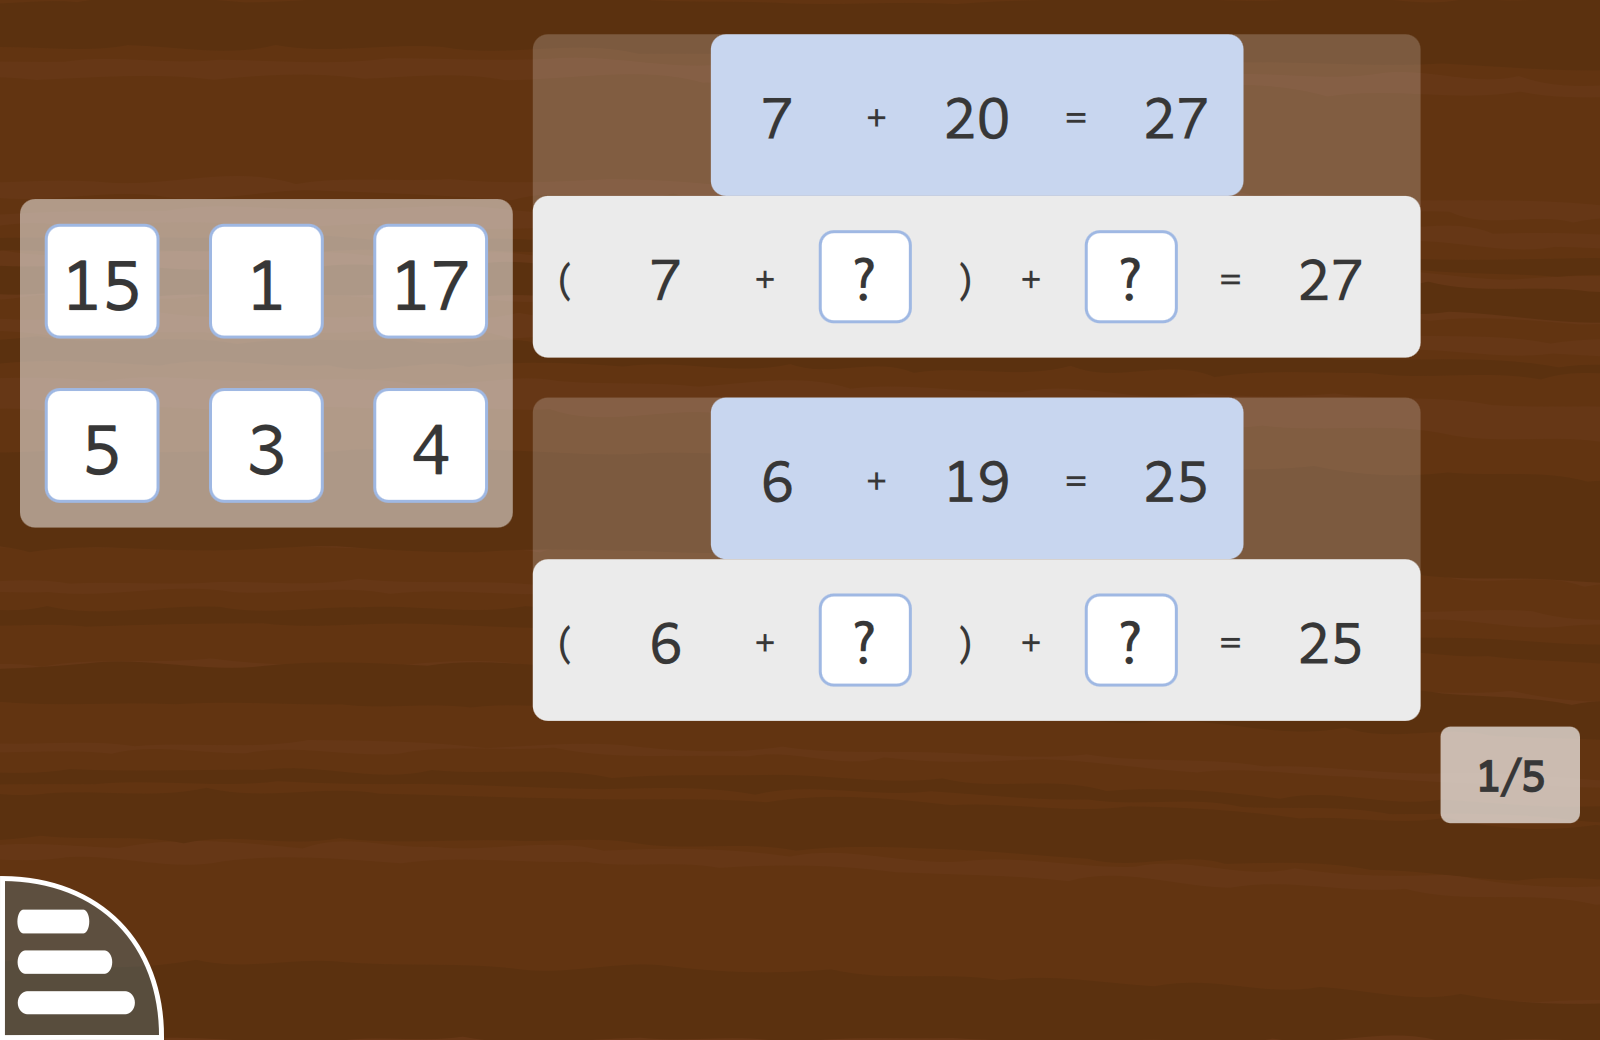 15 1 17
5 3 4
7 + 20 = 27
( 7 + ? ) + ? = 27
6 + 19 = 25
( 6 + ? ) + ? = 25
1/5